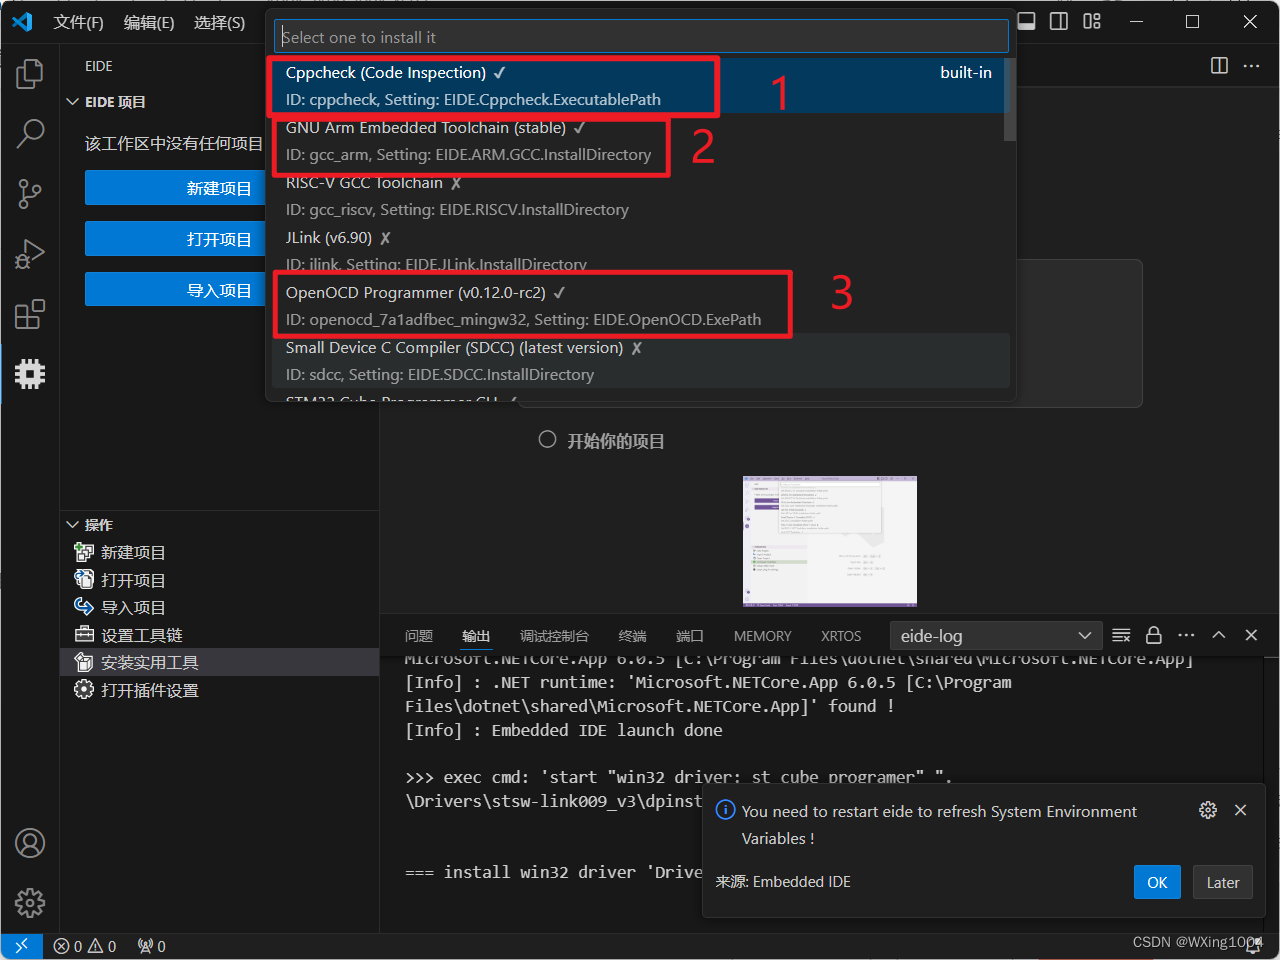 文件(F) 编辑(E) 选择(S)
Select one to install it
EIDE
EIDE 项目
该工作区中没有任何项目
新建项目
打开项目
导入项目
Cppcheck (Code Inspection) ✓ built-in
ID: cppcheck, Setting: EIDE.Cppcheck.ExecutablePath
1
GNU Arm Embedded Toolchain (stable) ✓
ID: gcc_arm, Setting: EIDE.ARM.GCC.InstallDirectory
2
RISC-V GCC Toolchain ✗
ID: gcc_riscv, Setting: EIDE.RISCV.InstallDirectory
JLink (v6.90) ✗
ID: jlink, Setting: EIDE.JLink.InstallDirectory
OpenOCD Programmer (v0.12.0-rc2) ✓
ID: openocd_7a1adfbec_mingw32, Setting: EIDE.OpenOCD.ExePath
3
Small Device C Compiler (SDCC) (latest version) ✗
ID: sdcc, Setting: EIDE.SDCC.InstallDirectory
STM32 Cube Programmer CLI ✓
开始你的项目
操作
新建项目
打开项目
导入项目
设置工具链
安装实用工具
打开插件设置
问题 输出 调试控制台 终端 端口 MEMORY XRTOS eide-log
Microsoft.NETCore.App 6.0.5 [C:\Program Files\dotnet\shared\Microsoft.NETCore.App]
[Info] : .NET runtime: 'Microsoft.NETCore.App 6.0.5 [C:\Program
Files\dotnet\shared\Microsoft.NETCore.App]' found !
[Info] : Embedded IDE launch done
>>> exec cmd: 'start "win32 driver: st cube programer" ".
\Drivers\stsw-link009_v3\dpinst
=== install win32 driver 'Drive
You need to restart eide to refresh System Environment
Variables !
来源: Embedded IDE
OK Later
0 0 0
CSDN @WXing1004